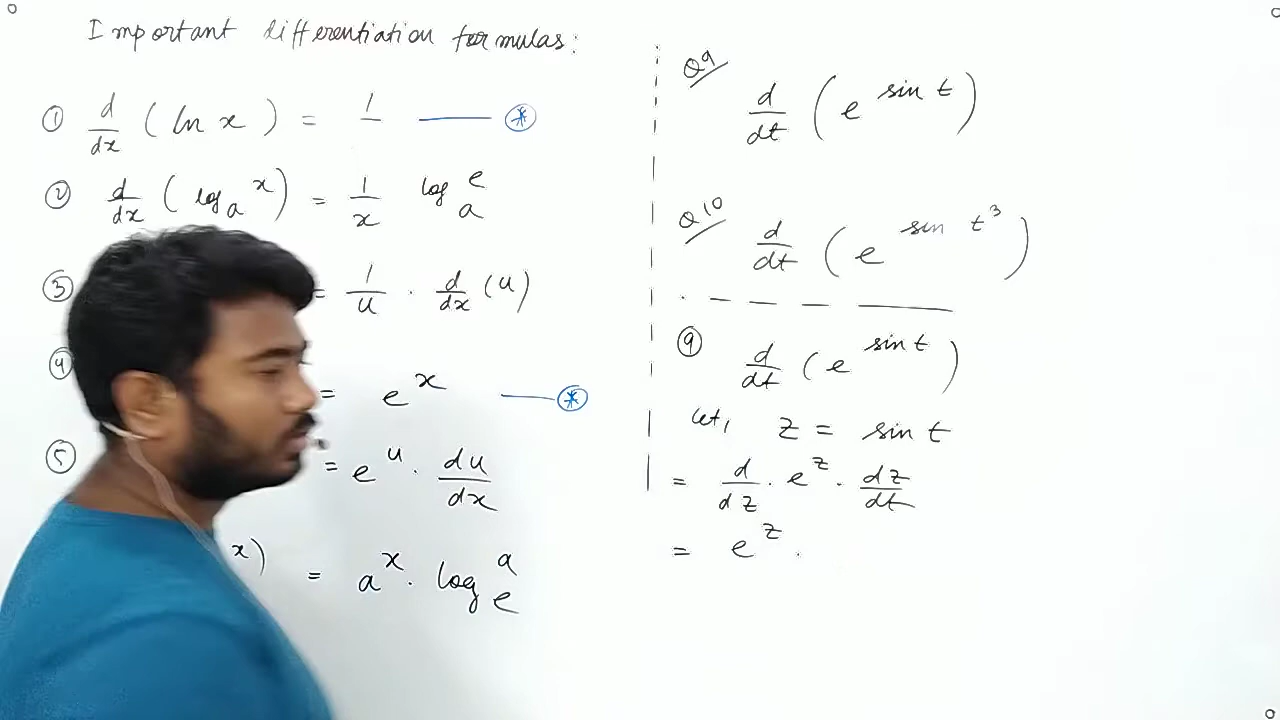 Important differentiation formulas:
① d/dx (ln x) = 1/ —— ⊛
② d/dx (log_a x) = 1/x log_a e
③ = 1/u · d/dx (u)
④ = e^x —— ⊛
⑤ = e^u · du/dx
x) = a^x · log_e a
Q9
d/dt (e^{sin t})
Q10
d/dt (e^{sin t^3})
⑨ d/dt (e^{sin t})
Let, z = sin t
= d/dz · e^z · dz/dt
= e^z ·